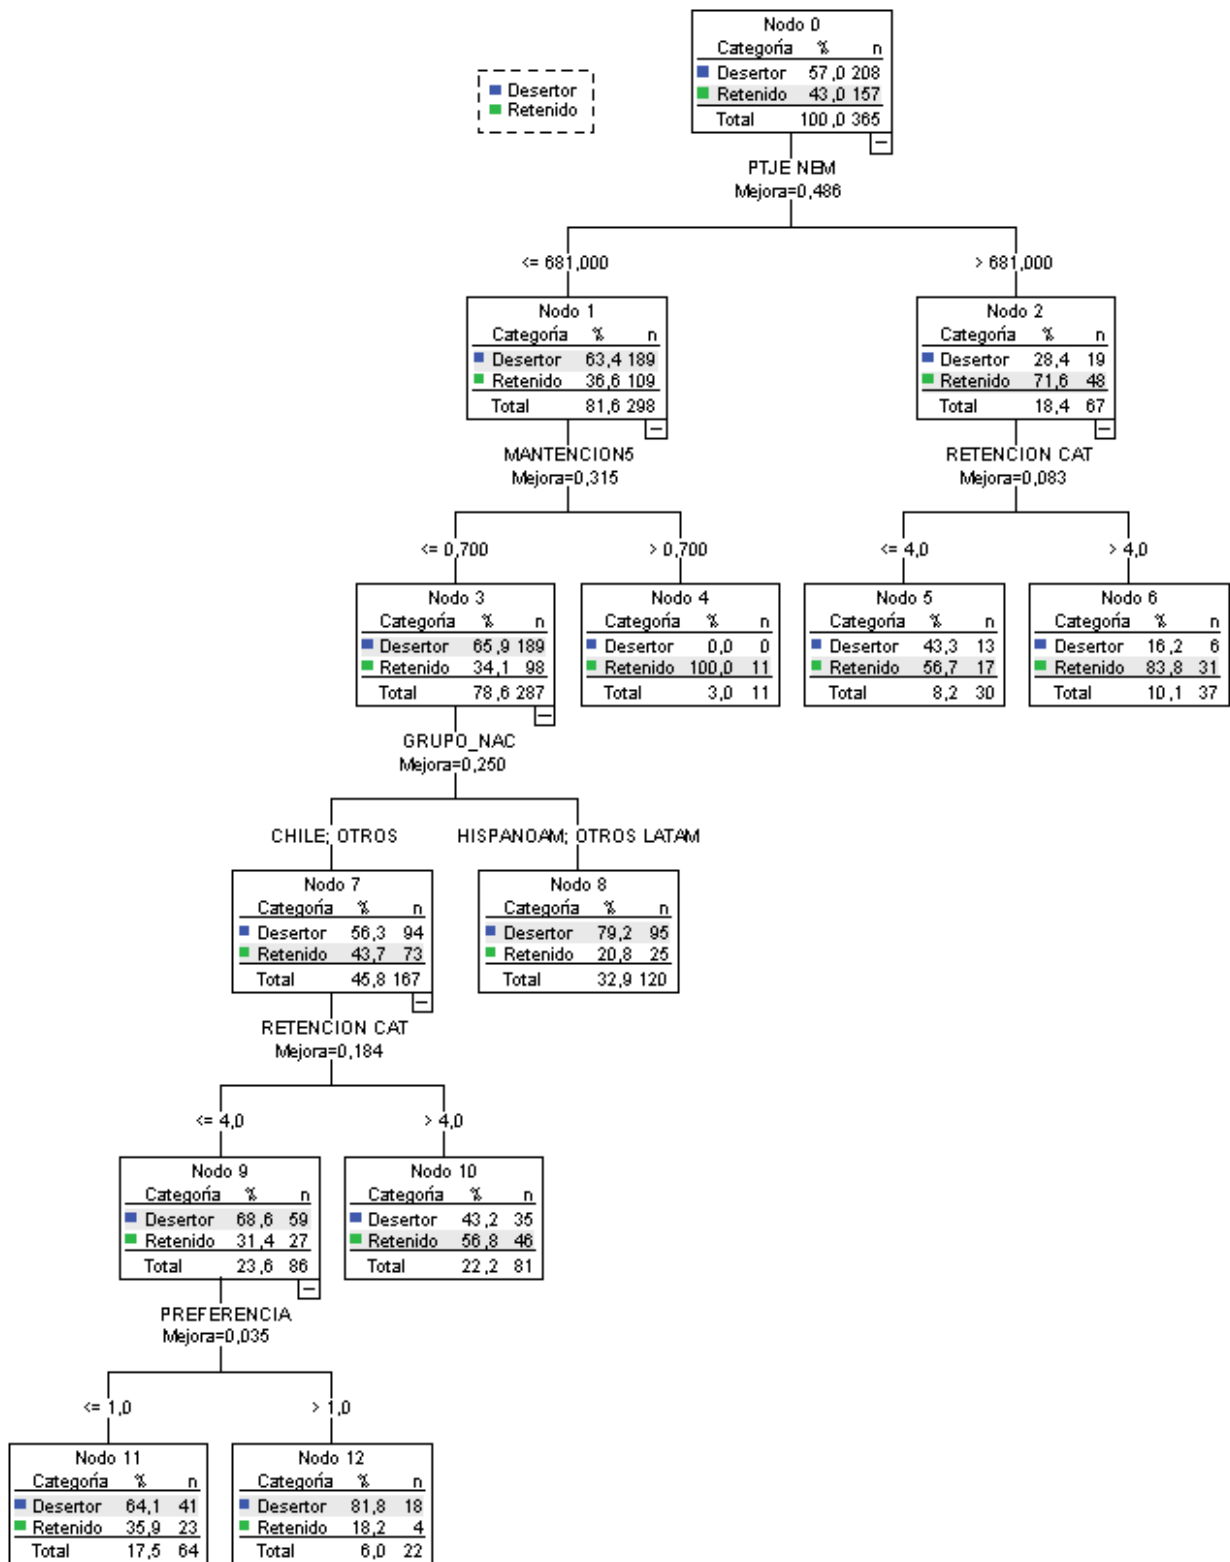 Nodo 0
Categoría % n
Desertor 57,0 208
Retenido 43,0 157
Total 100,0 365
Desertor
Retenido
PTJE NEM
Mejora=0,486
<= 681,000
> 681,000
Nodo 1
Categoría % n
Desertor 63,4 189
Retenido 36,6 109
Total 81,6 298
Nodo 2
Categoría % n
Desertor 28,4 19
Retenido 71,6 48
Total 18,4 67
MANTENCION5
Mejora=0,315
RETENCION CAT
Mejora=0,083
<= 0,700
> 0,700
<= 4,0
> 4,0
Nodo 3
Categoría % n
Desertor 65,9 189
Retenido 34,1 98
Total 78,6 287
Nodo 4
Categoría % n
Desertor 0,0 0
Retenido 100,0 11
Total 3,0 11
Nodo 5
Categoría % n
Desertor 43,3 13
Retenido 56,7 17
Total 8,2 30
Nodo 6
Categoría % n
Desertor 16,2 6
Retenido 83,8 31
Total 10,1 37
GRUPO_NAC
Mejora=0,250
CHILE; OTROS
HISPANOAM; OTROS LATAM
Nodo 7
Categoría % n
Desertor 56,3 94
Retenido 43,7 73
Total 45,8 167
Nodo 8
Categoría % n
Desertor 79,2 95
Retenido 20,8 25
Total 32,9 120
RETENCION CAT
Mejora=0,184
<= 4,0
> 4,0
Nodo 9
Categoría % n
Desertor 68,6 59
Retenido 31,4 27
Total 23,6 86
Nodo 10
Categoría % n
Desertor 43,2 35
Retenido 56,8 46
Total 22,2 81
PREFERENCIA
Mejora=0,035
<= 1,0
> 1,0
Nodo 11
Categoría % n
Desertor 64,1 41
Retenido 35,9 23
Total 17,5 64
Nodo 12
Categoría % n
Desertor 81,8 18
Retenido 18,2 4
Total 6,0 22